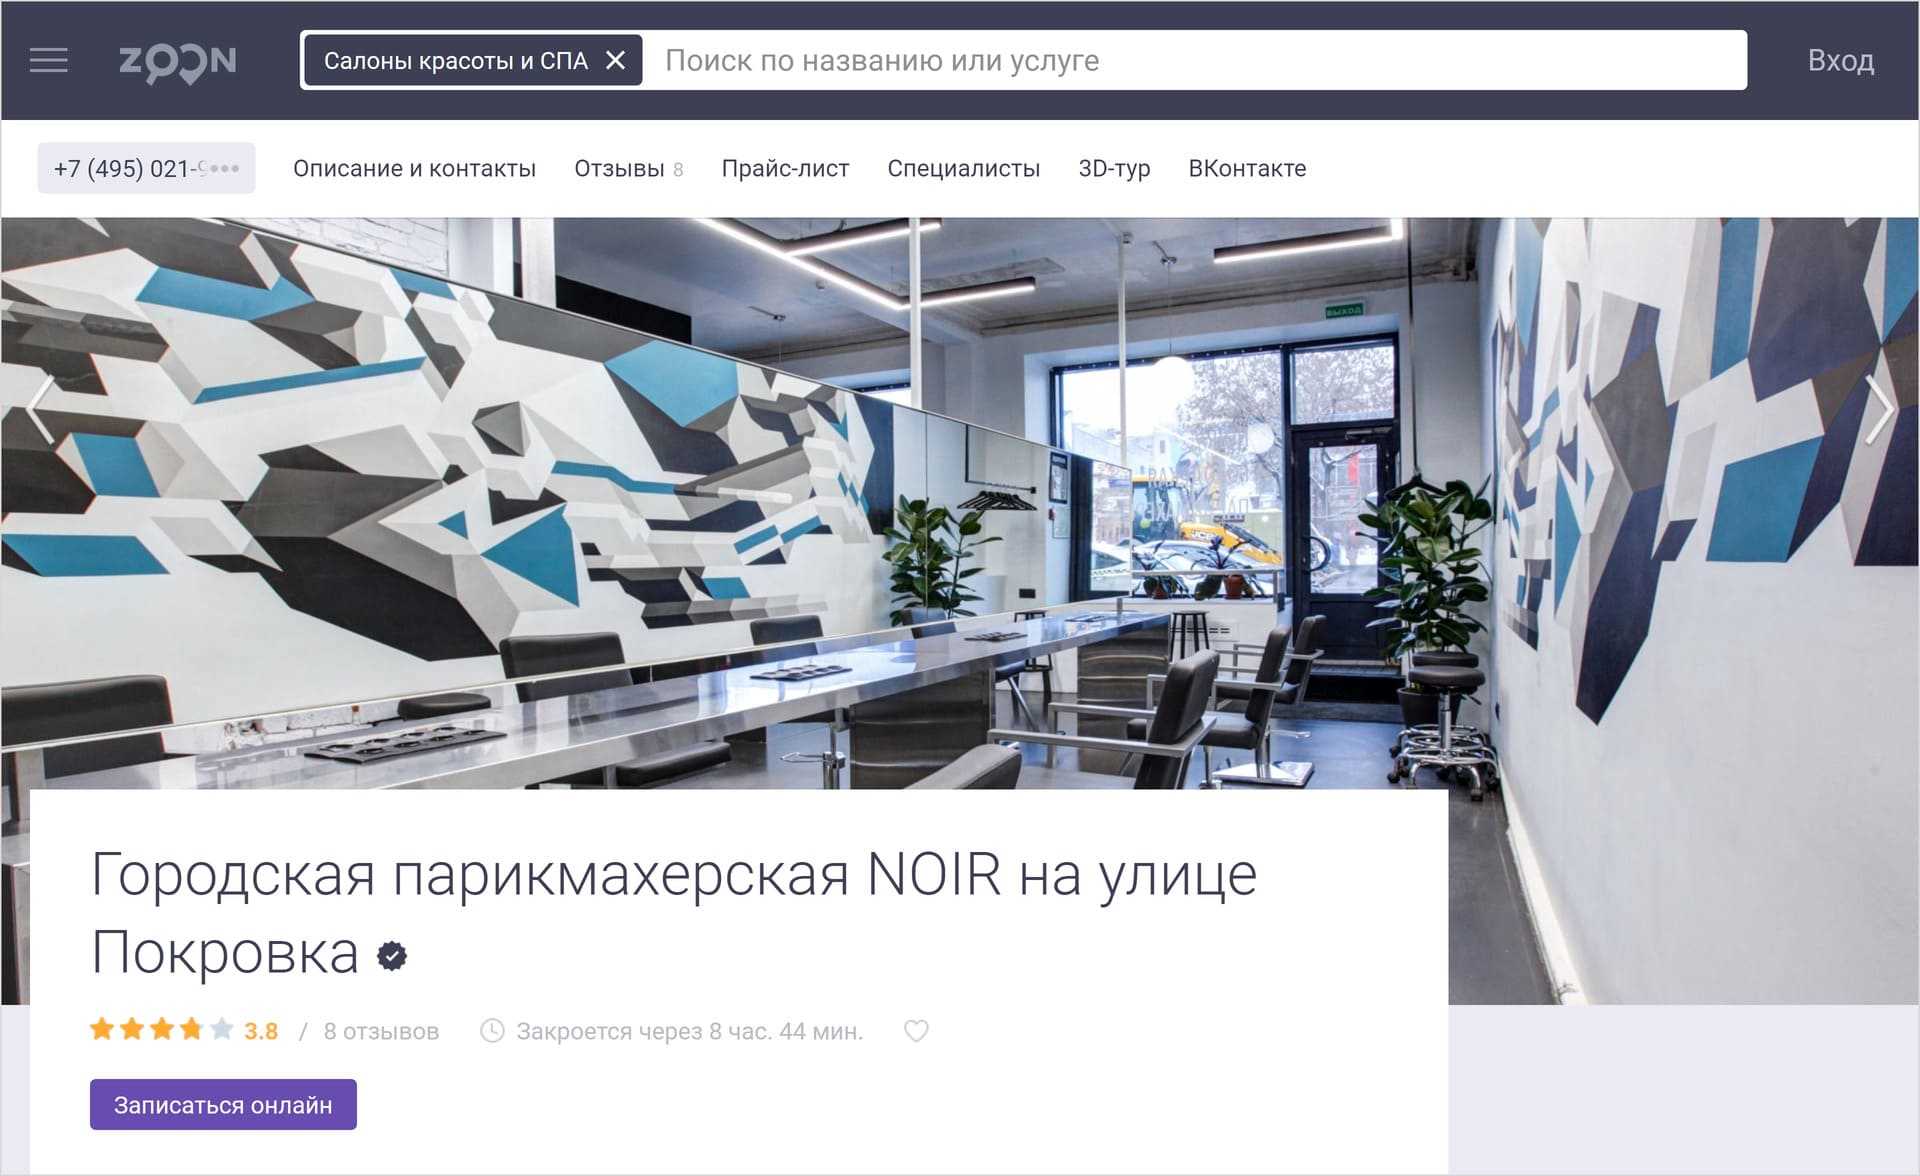 ZOON
Салоны красоты и СПА
Поиск по названию или услуге
Вход
+7 (495) 021-9•••
Описание и контакты
Отзывы 8
Прайс-лист
Специалисты
3D-тур
ВКонтакте
ВЫХОД
JCB
Городская парикмахерская NOIR на улице
Покровка
3.8 / 8 отзывов
Закроется через 8 час. 44 мин.
Записаться онлайн